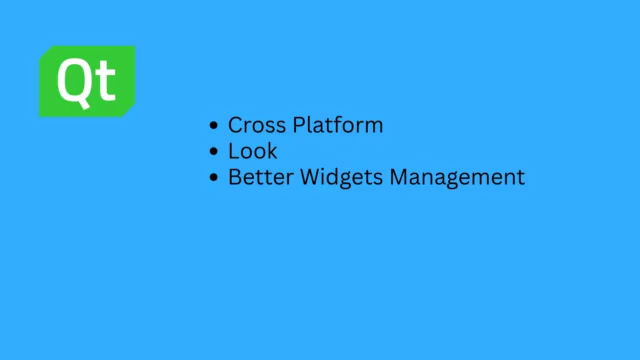 Qt
• Cross Platform
• Look
• Better Widgets Management